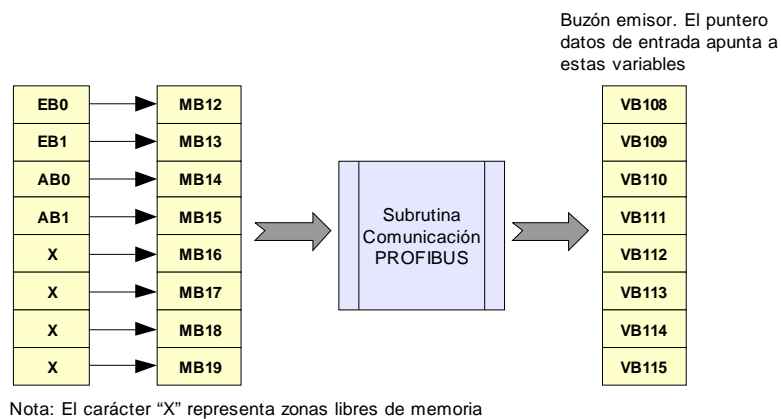 Buzón emisor. El puntero
datos de entrada apunta a
estas variables
EB0 MB12 VB108
EB1 MB13 VB109
AB0 MB14 VB110
AB1 MB15 VB111
X MB16 VB112
X MB17 VB113
X MB18 VB114
X MB19 VB115
Subrutina
Comunicación
PROFIBUS
Nota: El carácter “X” representa zonas libres de memoria